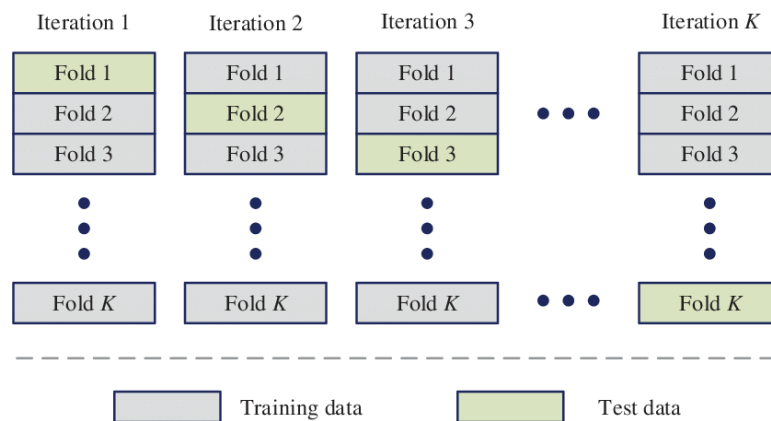 Iteration 1
Iteration 2
Iteration 3
Iteration K
Fold 1
Fold 1
Fold 1
Fold 1
Fold 2
Fold 2
Fold 2
Fold 2
Fold 3
Fold 3
Fold 3
Fold 3
Fold K
Fold K
Fold K
Fold K
Training data
Test data